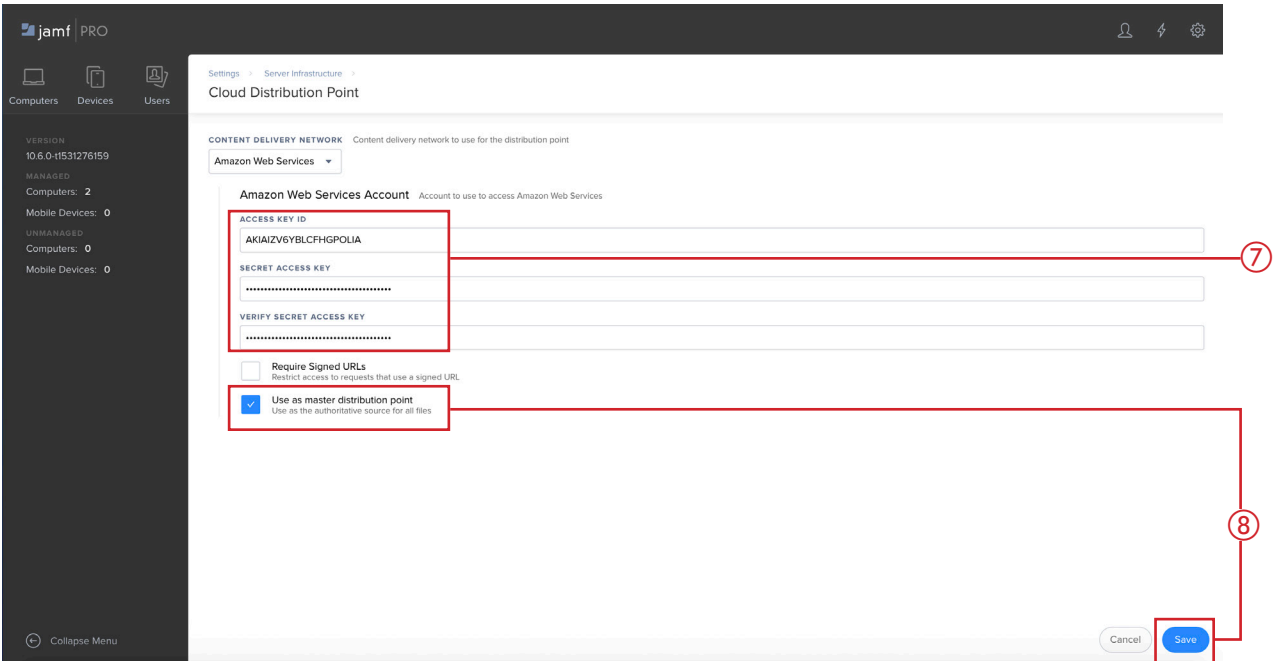 jamf PRO
Computers Devices Users
VERSION
10.6.0-t1531276159
MANAGED
Computers: 2
Mobile Devices: 0
UNMANAGED
Computers: 0
Mobile Devices: 0
Collapse Menu
Settings > Server Infrastructure >
Cloud Distribution Point
CONTENT DELIVERY NETWORK Content delivery network to use for the distribution point
Amazon Web Services
Amazon Web Services Account Account to use to access Amazon Web Services
ACCESS KEY ID
AKIAIZV6YBLCFHGPOLIA
SECRET ACCESS KEY
••••••••••••••••••••••••••••••••••••••••
VERIFY SECRET ACCESS KEY
••••••••••••••••••••••••••••••••••••••••
Require Signed URLs
Restrict access to requests that use a signed URL
Use as master distribution point
Use as the authoritative source for all files
⑦
⑧
Cancel Save